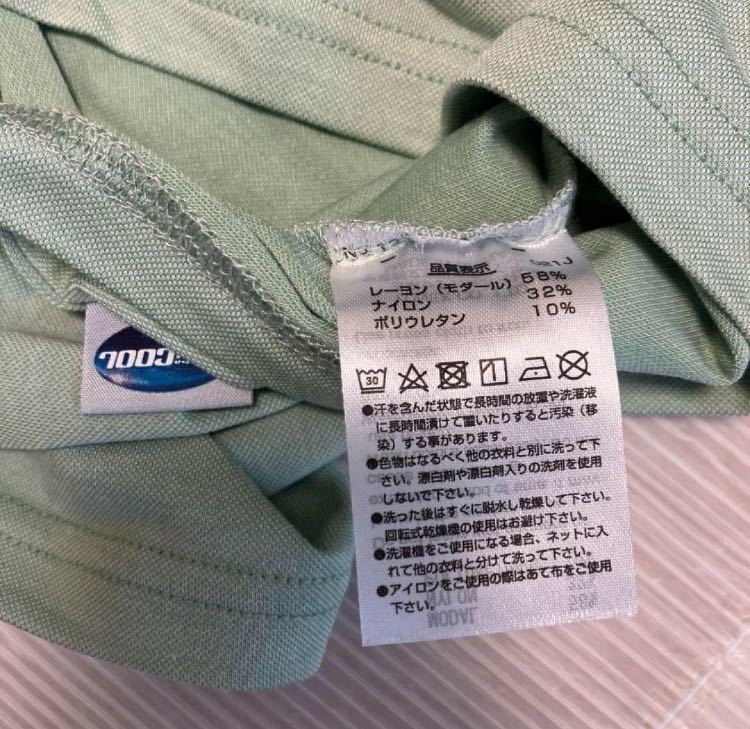 品質表示 021J
レーヨン（モダール） 58%
ナイロン 32%
ポリウレタン 10%
30
●汗を含んだ状態で長時間の放置や洗濯液
に長時間漬けて置いたりすると汚染（移
染）する事があります。
●色物はなるべく他の衣料と別に洗って下
さい。漂白剤や漂白剤入りの洗剤を使用
しないで下さい。
●洗った後はすぐに脱水し乾燥して下さい。
回転式乾燥機の使用はお避け下さい。
●洗濯機をご使用になる場合、ネットに入
れて他の衣料と分けて洗って下さい。
●アイロンをご使用の際はあて布をご使用
下さい。
COOL